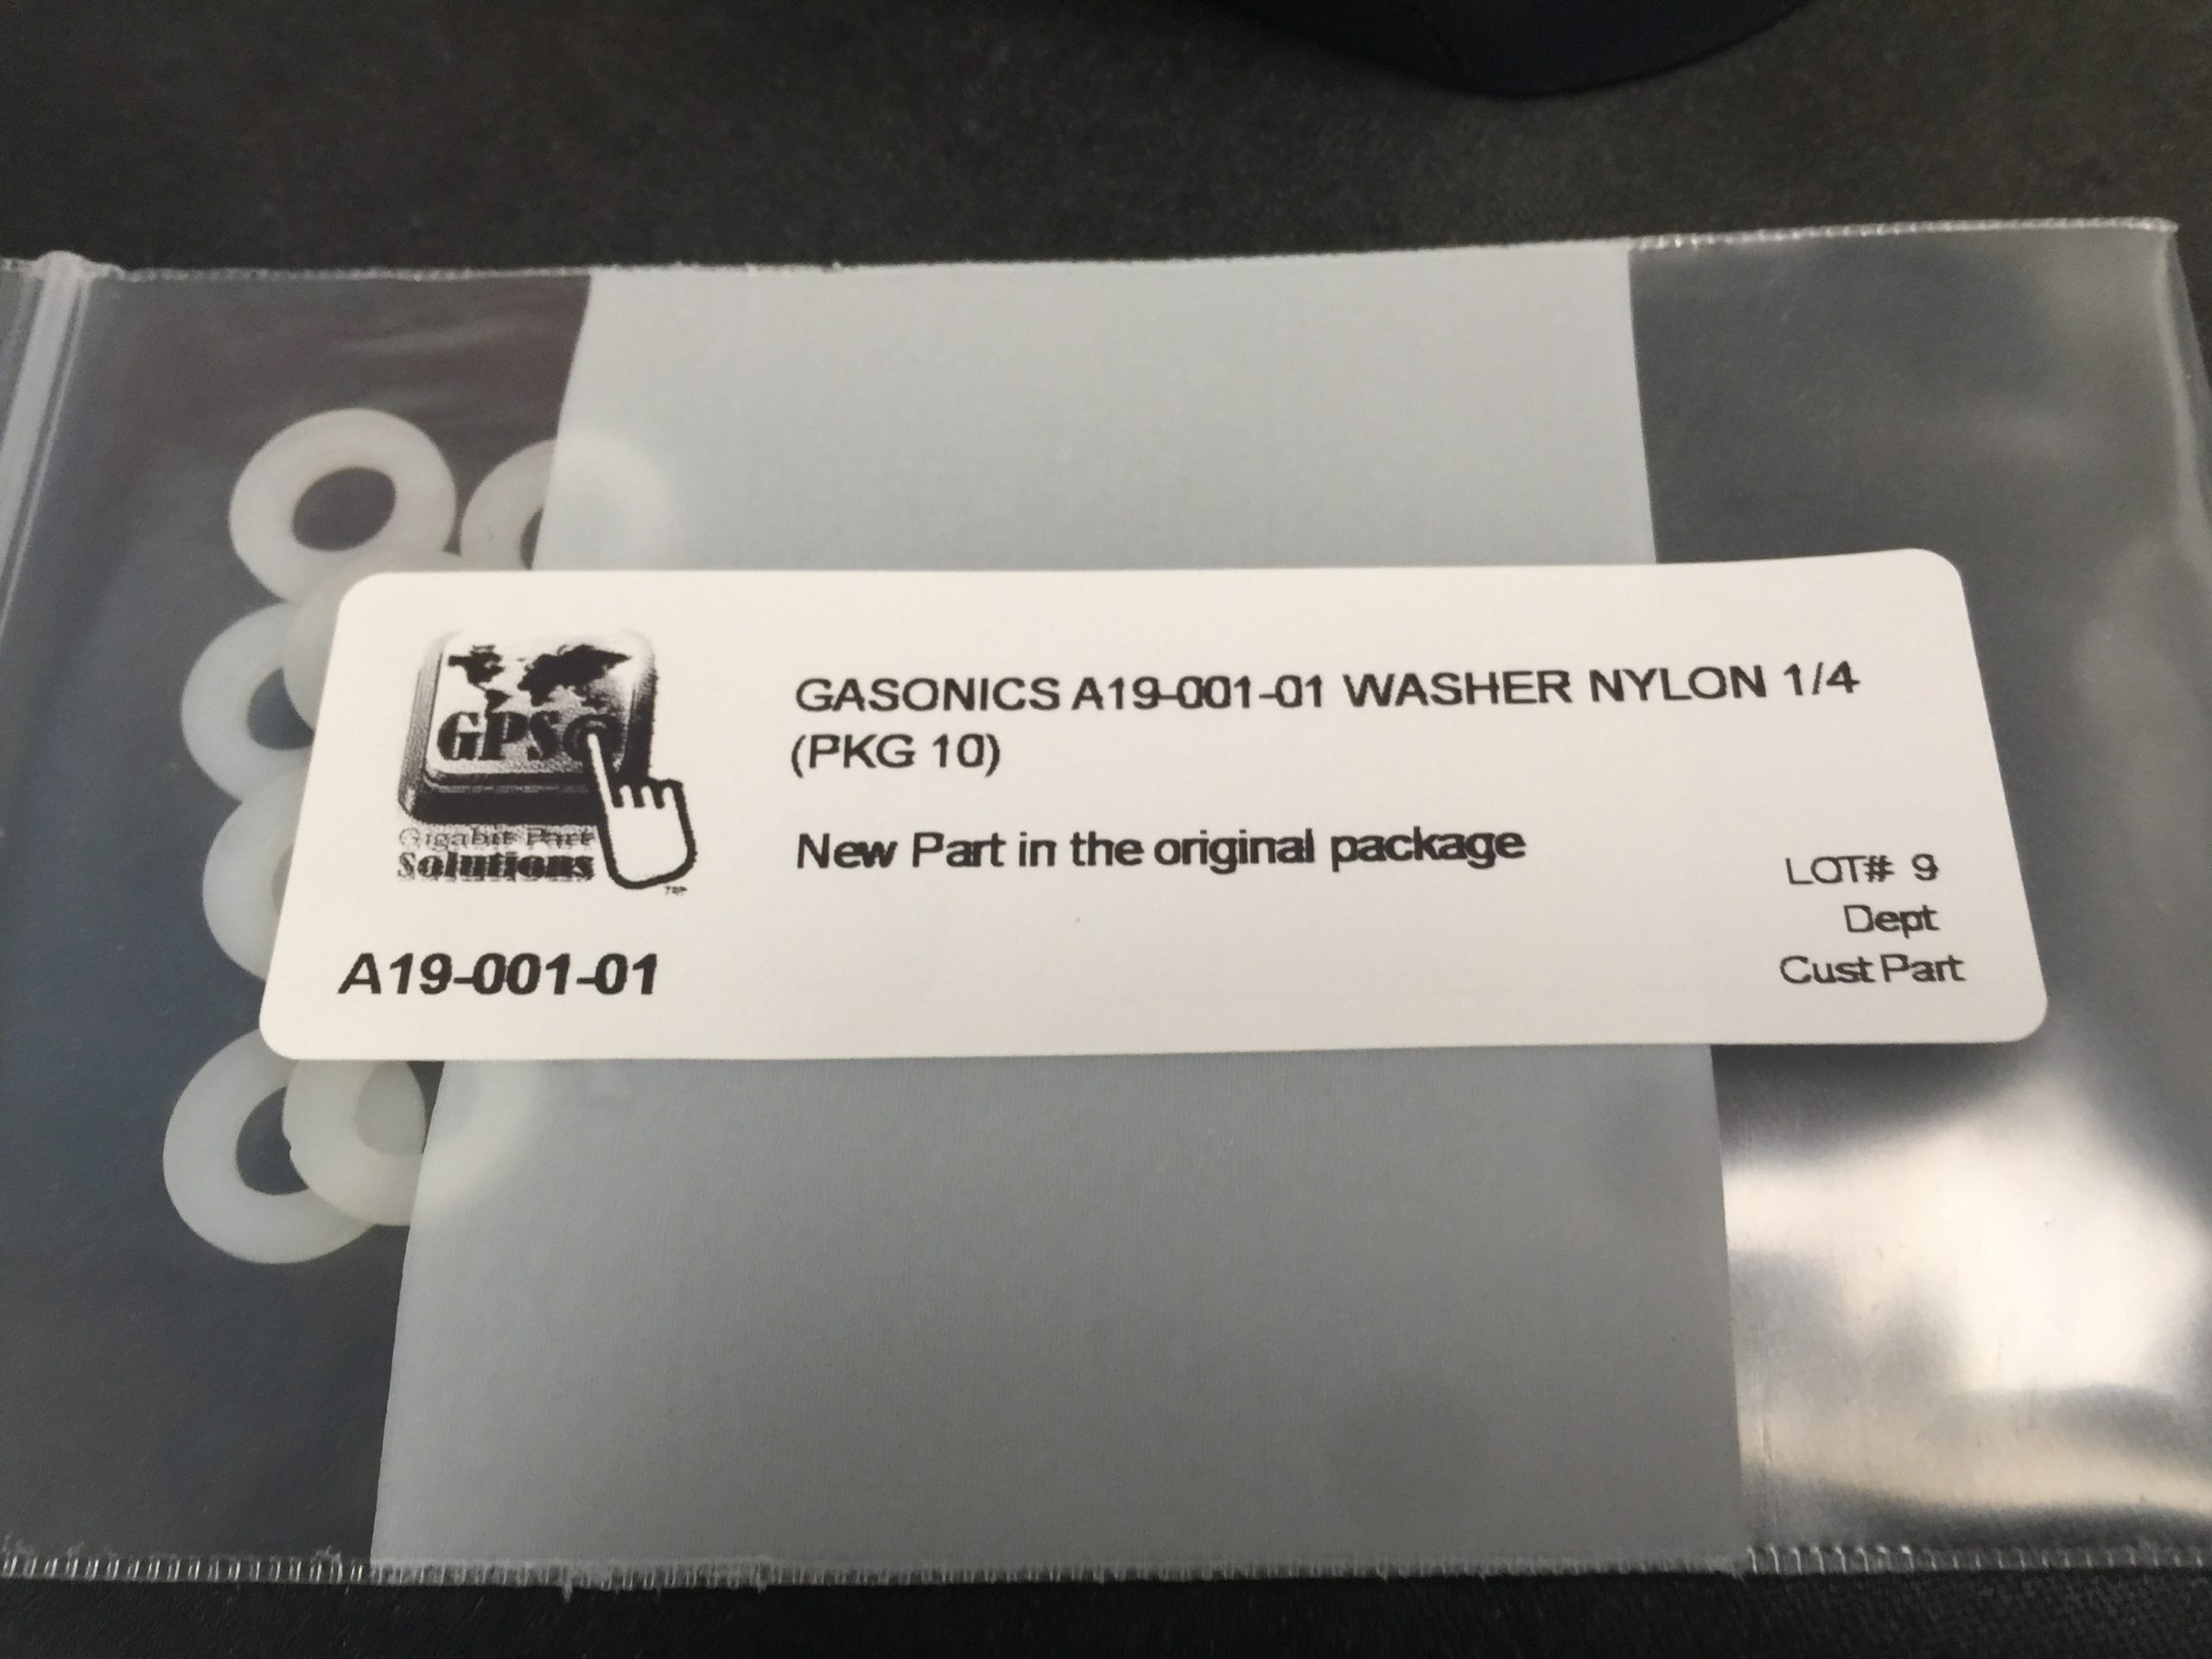 GPS
Gigabit Part
Solutions
GASONICS A19-001-01 WASHER NYLON 1/4
(PKG 10)
New Part in the original package
LOT# 9
Dept
Cust Part
A19-001-01